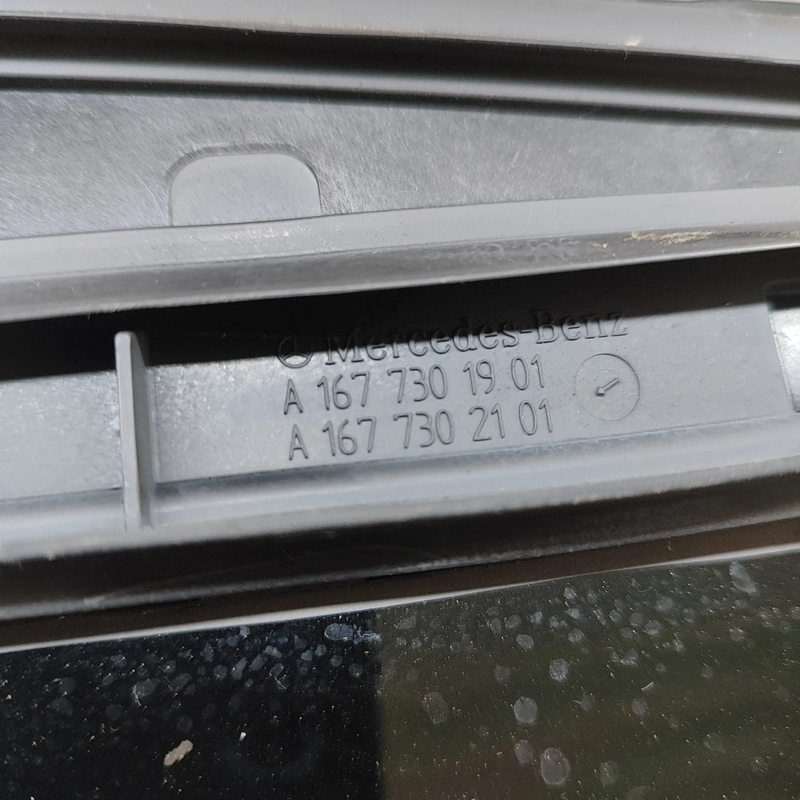 Mercedes-Benz
A 167 730 19 01
A 167 730 21 01